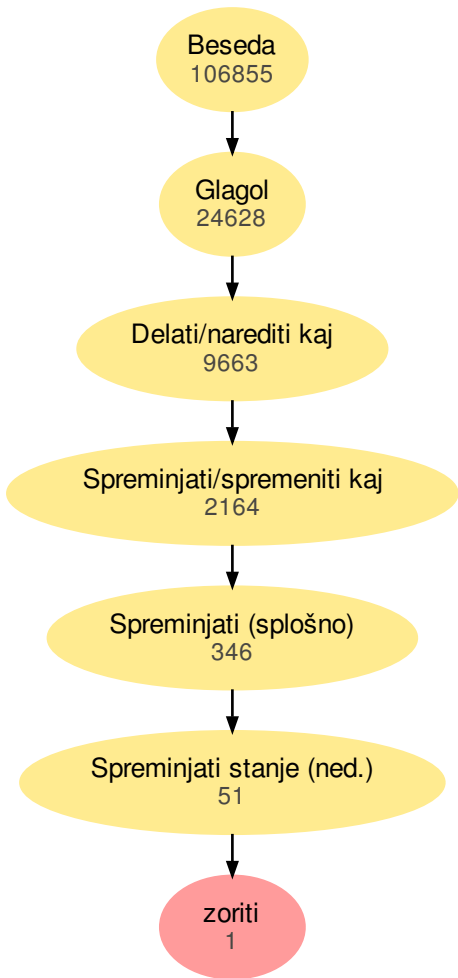 Beseda
106855
Glagol
24628
Delati/narediti kaj
9663
Spreminjati/spremeniti kaj
2164
Spreminjati (splošno)
346
Spreminjati stanje (ned.)
51
zoriti
1